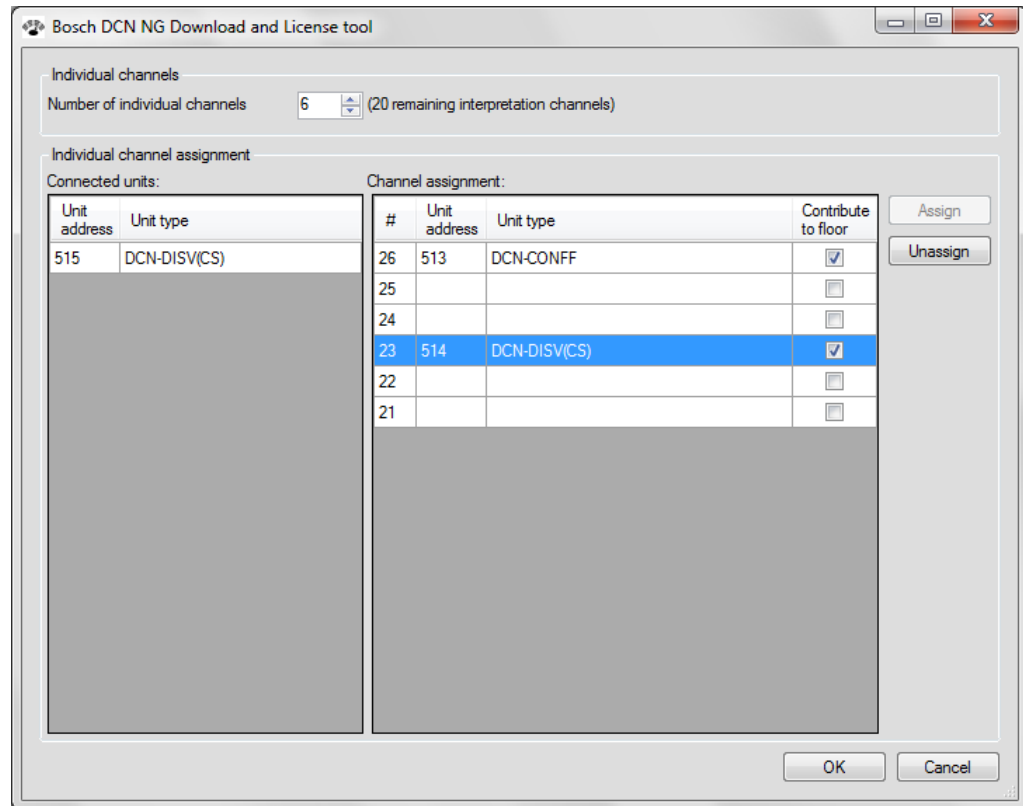 Bosch DCN NG Download and License tool
Individual channels
Number of individual channels 6 (20 remaining interpretation channels)
Individual channel assignment
Connected units:
Unit address Unit type
515 DCN-DISV(CS)
Channel assignment:
# Unit address Unit type Contribute to floor
26 513 DCN-CONFF
25
24
23 514 DCN-DISV(CS)
22
21
Assign
Unassign
OK Cancel